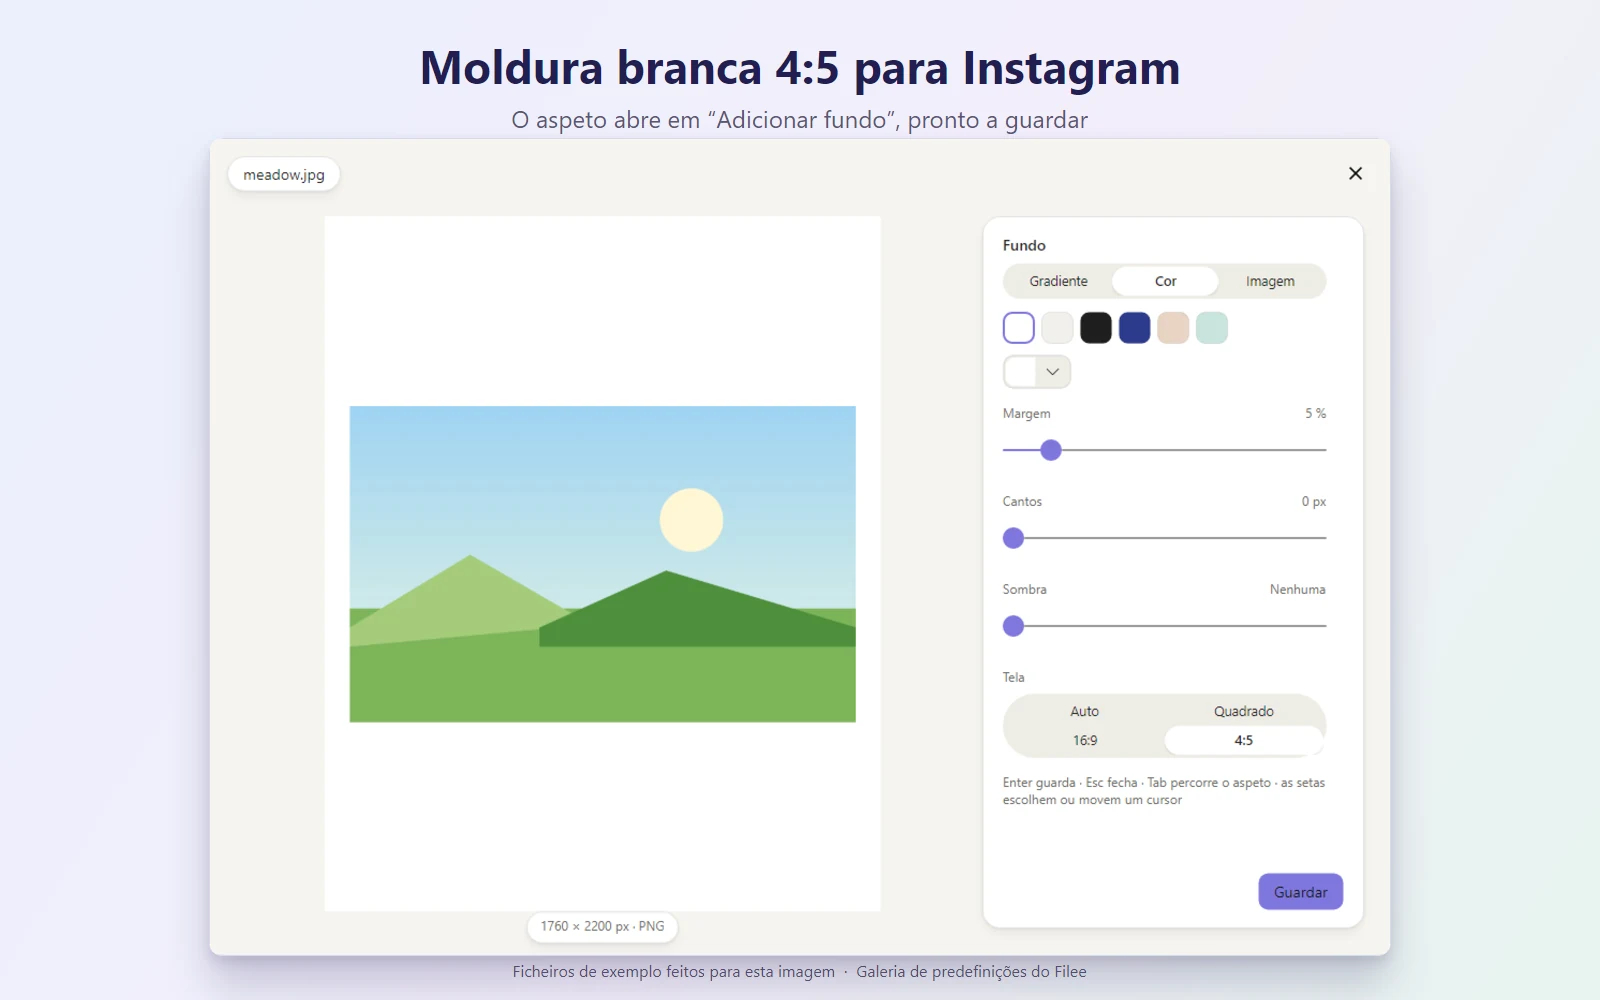 Moldura branca 4:5 para Instagram
O aspeto abre em “Adicionar fundo”, pronto a guardar
meadow.jpg
Fundo
Gradiente
Cor
Imagem
Margem
5 %
Cantos
0 px
Sombra
Nenhuma
Tela
Auto
Quadrado
16:9
4:5
Enter guarda · Esc fecha · Tab percorre o aspeto · as setas
escolhem ou movem um cursor
Guardar
1760 × 2200 px · PNG
Ficheiros de exemplo feitos para esta imagem · Galeria de predefinições do Filee